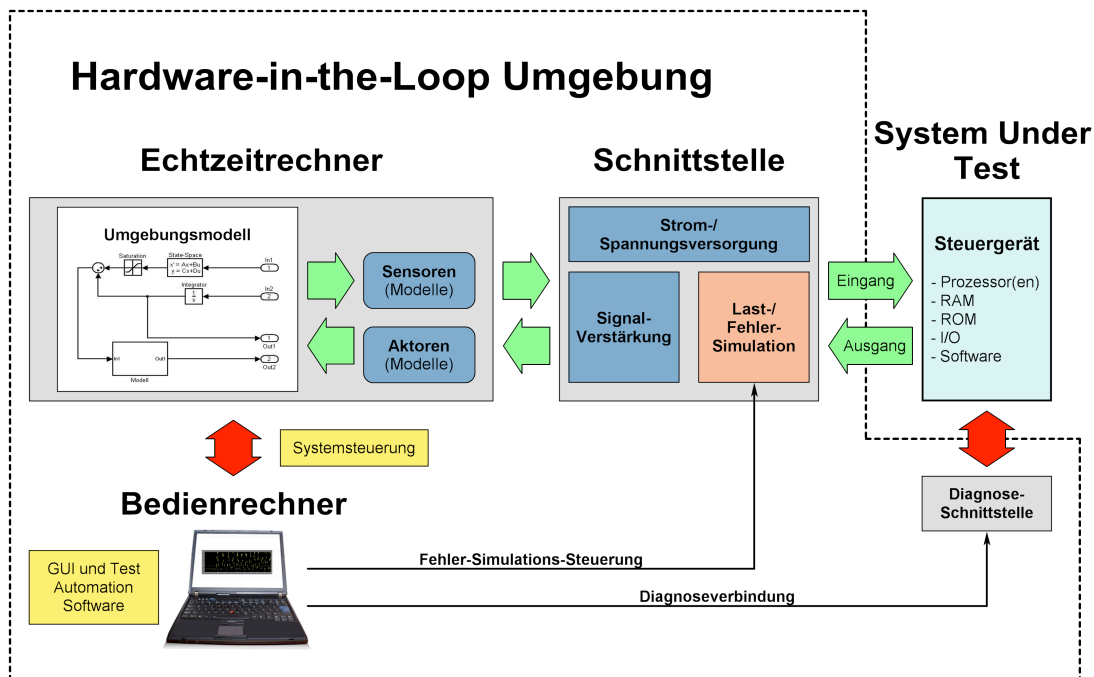 Hardware-in-the-Loop Umgebung
System Under
Test
Echtzeitrechner
Schnittstelle
Umgebungsmodell
Saturation
State-Space
x' = Ax+Bu
y = Cx+Du
In1
1
Integrator
1
s
In2
2
1
Out1
In1
Out1
Modell
2
Out2
Sensoren
(Modelle)
Aktoren
(Modelle)
Strom-/
Spannungsversorgung
Signal-
Verstärkung
Last-/
Fehler-
Simulation
Eingang
Ausgang
Steuergerät
- Prozessor(en)
- RAM
- ROM
- I/O
- Software
Systemsteuerung
Bedienrechner
GUI und Test
Automation
Software
Fehler-Simulations-Steuerung
Diagnoseverbindung
Diagnose-
Schnittstelle